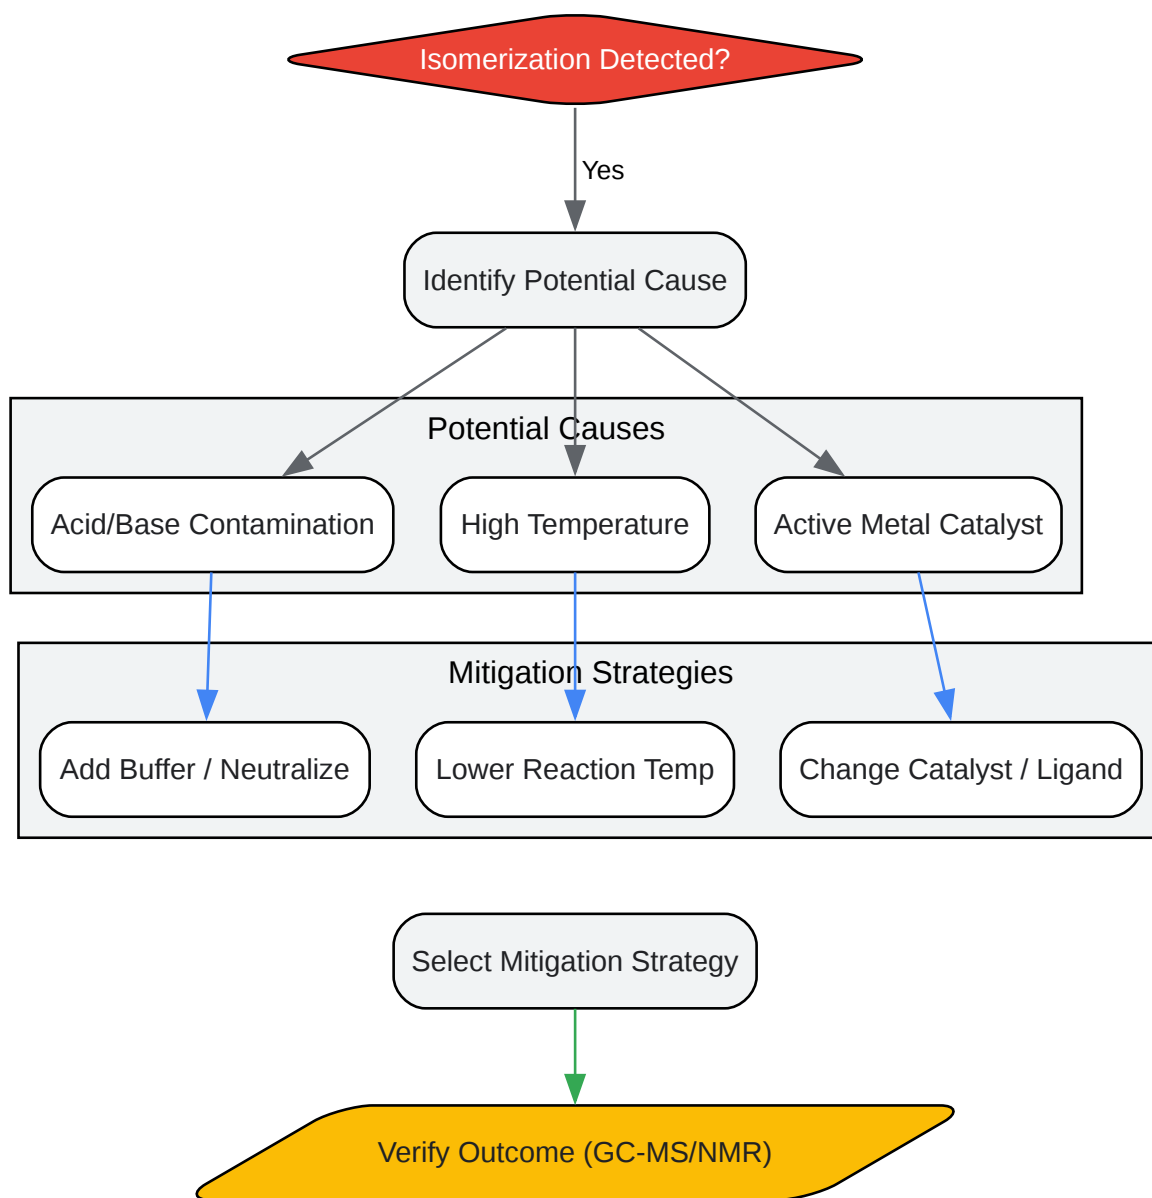 Isomerization Detected?
Yes
Identify Potential Cause
Potential Causes
Acid/Base Contamination
High Temperature
Active Metal Catalyst
Mitigation Strategies
Add Buffer / Neutralize
Lower Reaction Temp
Change Catalyst / Ligand
Select Mitigation Strategy
Verify Outcome (GC-MS/NMR)